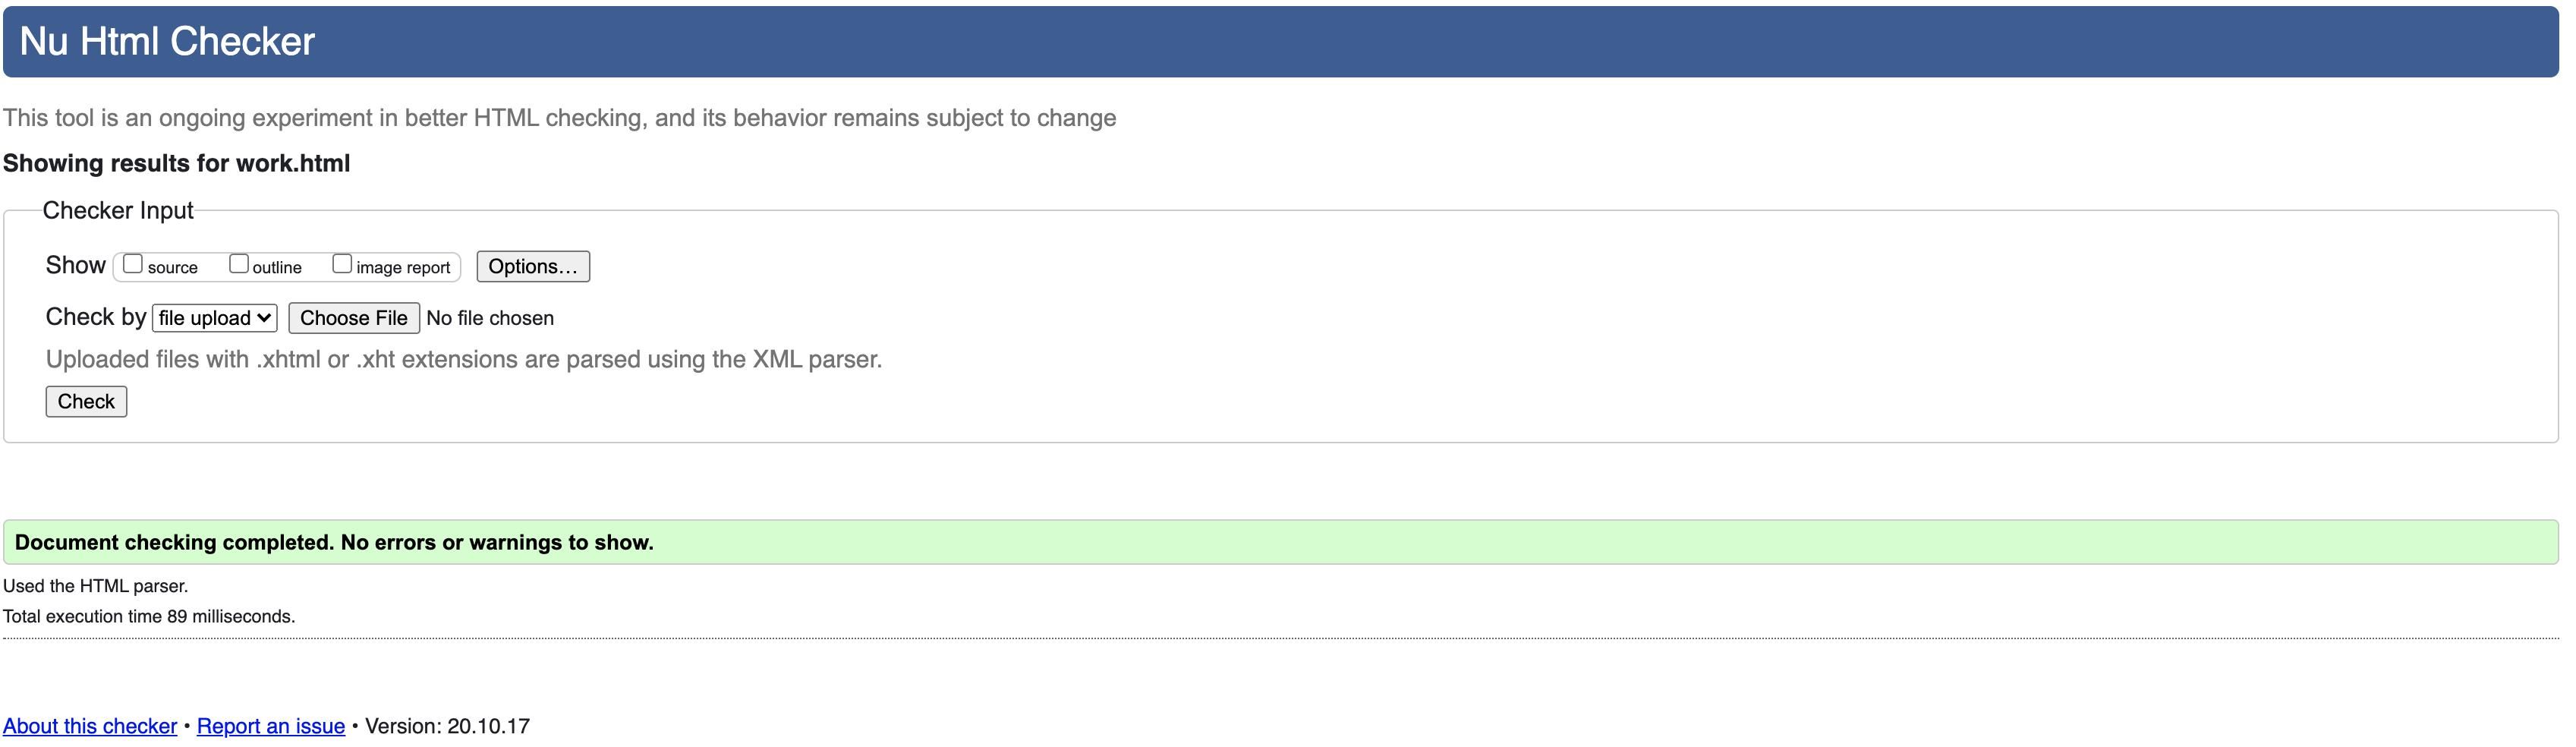 Nu Html Checker
This tool is an ongoing experiment in better HTML checking, and its behavior remains subject to change
Showing results for work.html
Checker Input
Show source outline image report Options...
Check by file upload Choose File No file chosen
Uploaded files with .xhtml or .xht extensions are parsed using the XML parser.
Check
Document checking completed. No errors or warnings to show.
Used the HTML parser.
Total execution time 89 milliseconds.
About this checker • Report an issue • Version: 20.10.17